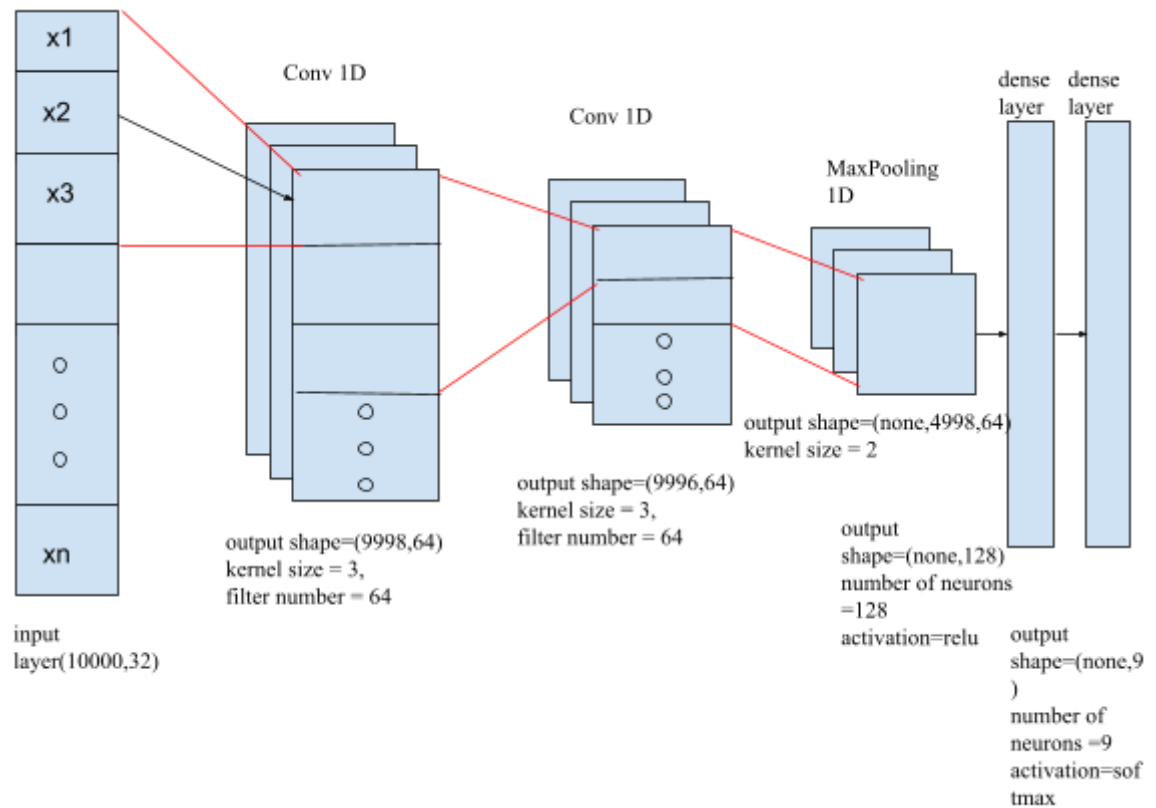 x1
x2
x3
xn
input
layer(10000,32)
Conv 1D
output shape=(9998,64)
kernel size = 3,
filter number = 64
Conv 1D
output shape=(9996,64)
kernel size = 3,
filter number = 64
MaxPooling
1D
output shape=(none,4998,64)
kernel size = 2
dense
layer
output
shape=(none,128)
number of neurons
=128
activation=relu
dense
layer
output
shape=(none,9
)
number of
neurons =9
activation=sof
tmax